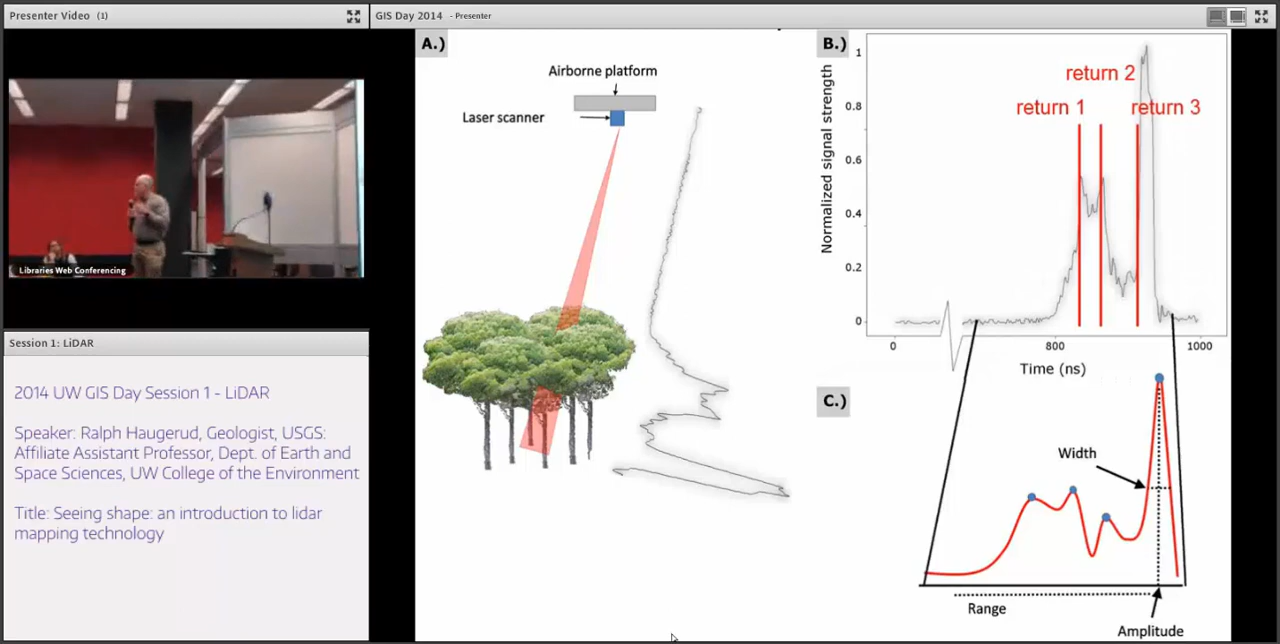 Presenter Video (1)
GIS Day 2014 - Presenter
Libraries Web Conferencing
Session 1: LiDAR
2014 UW GIS Day Session 1 - LiDAR
Speaker: Ralph Haugerud, Geologist, USGS:
Affiliate Assistant Professor, Dept. of Earth and
Space Sciences, UW College of the Environment
Title: Seeing shape: an introduction to lidar
mapping technology
A.)
Airborne platform
Laser scanner
B.)
Normalized signal strength
1
0.8
0.6
0.4
0.2
0
return 1
return 2
return 3
0
800
1000
Time (ns)
C.)
Width
Range
Amplitude